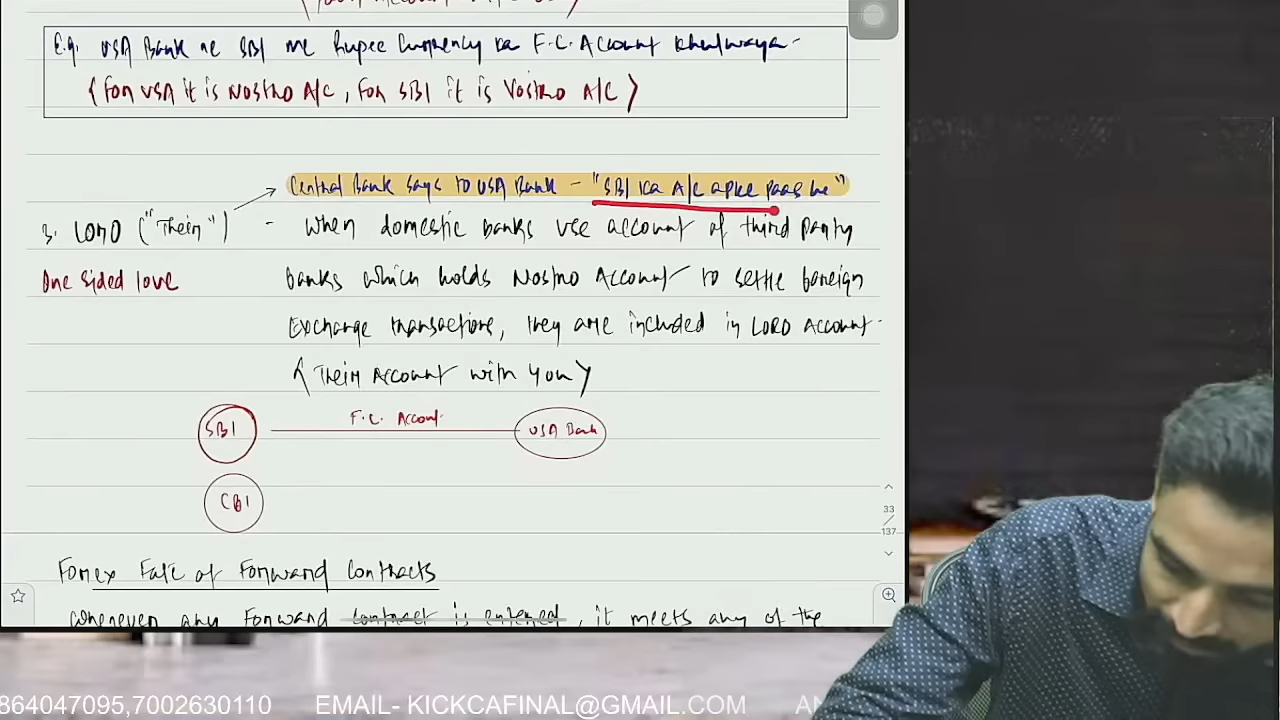 E.g. USA Bank ne SBI me Rupee Currency ka F.C. Account khulwaya-
(For USA it is Nostro A/C, For SBI it is Vostro A/C)
Central Bank says to USA Bank - "SBI ka A/C apke paas he"
3. LORO ("Their") - When domestic banks use account of third party
One sided love banks which holds Nostro Account to settle foreign
Exchange transactions, they are included in LORO Account.
(Their Account with You)
SBI F.C. Account USA Bank
CBI
33
/
137
Forex Fate of Forward Contracts
Whenever any Forward contract is entered, it meets any of the
864047095,7002630110 EMAIL- KICKCAFINAL@GMAIL.COM AN